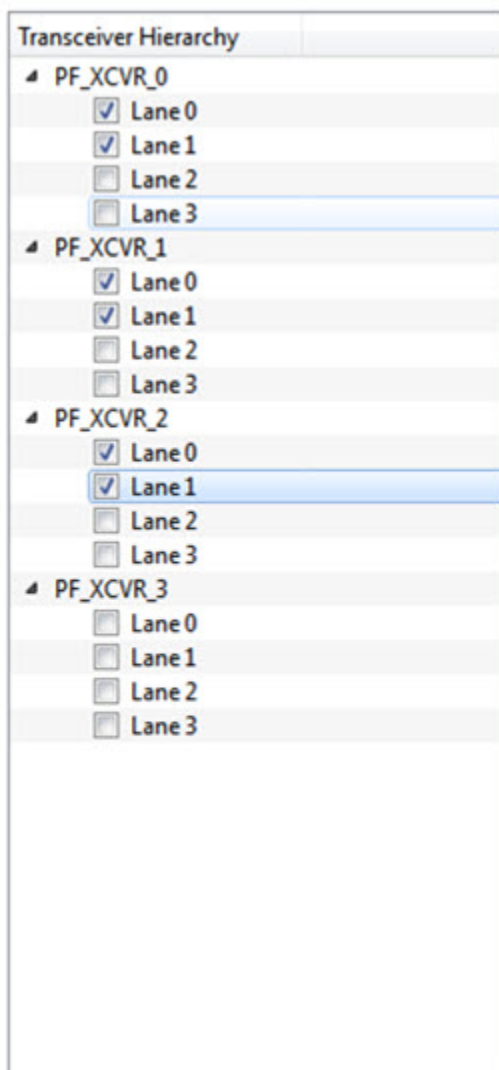 Transceiver Hierarchy
PF_XCVR_0
Lane 0
Lane 1
Lane 2
Lane 3
PF_XCVR_1
Lane 0
Lane 1
Lane 2
Lane 3
PF_XCVR_2
Lane 0
Lane 1
Lane 2
Lane 3
PF_XCVR_3
Lane 0
Lane 1
Lane 2
Lane 3